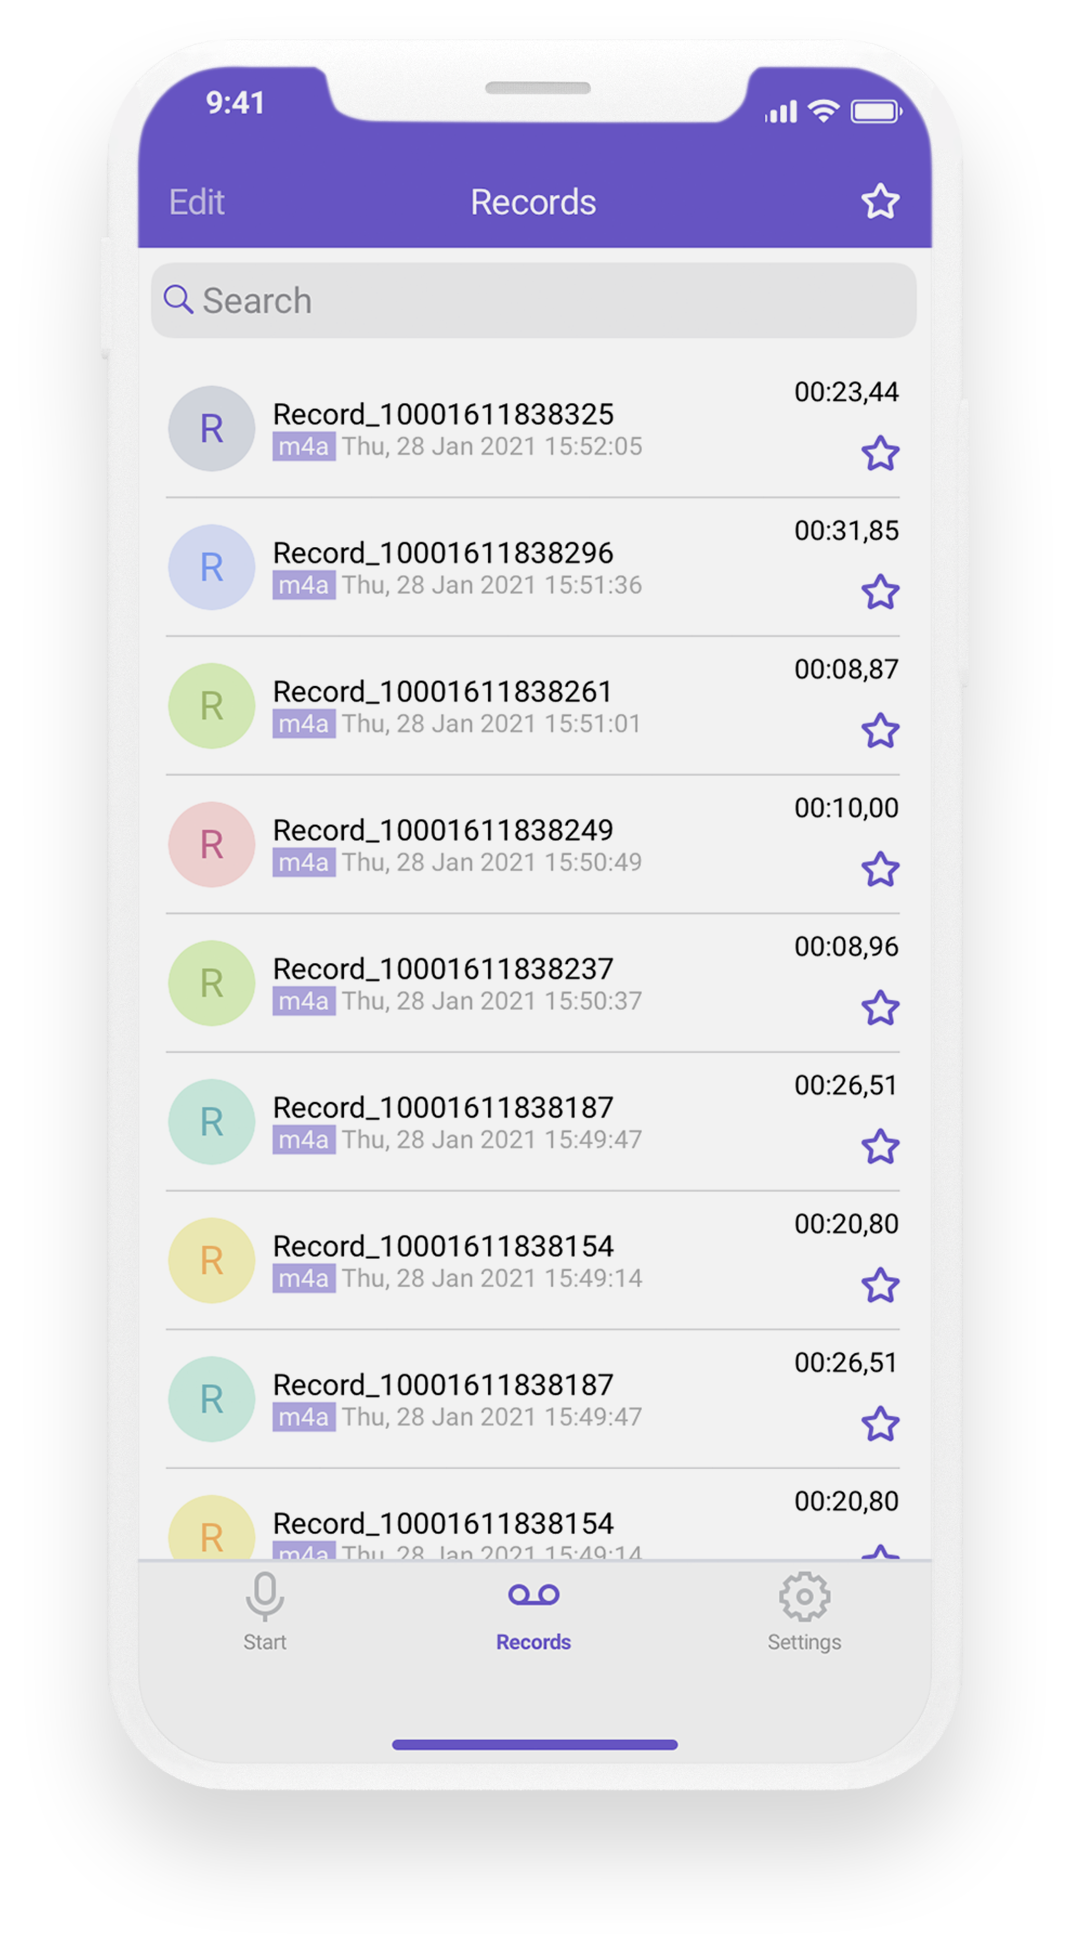 9:41
Edit Records
Search
00:23,44
R Record_10001611838325
m4a Thu, 28 Jan 2021 15:52:05
00:31,85
R Record_10001611838296
m4a Thu, 28 Jan 2021 15:51:36
00:08,87
R Record_10001611838261
m4a Thu, 28 Jan 2021 15:51:01
00:10,00
R Record_10001611838249
m4a Thu, 28 Jan 2021 15:50:49
00:08,96
R Record_10001611838237
m4a Thu, 28 Jan 2021 15:50:37
00:26,51
R Record_10001611838187
m4a Thu, 28 Jan 2021 15:49:47
00:20,80
R Record_10001611838154
m4a Thu, 28 Jan 2021 15:49:14
00:26,51
R Record_10001611838187
m4a Thu, 28 Jan 2021 15:49:47
00:20,80
R Record_10001611838154
m4a Thu, 28 Jan 2021 15:49:14
Start Records Settings